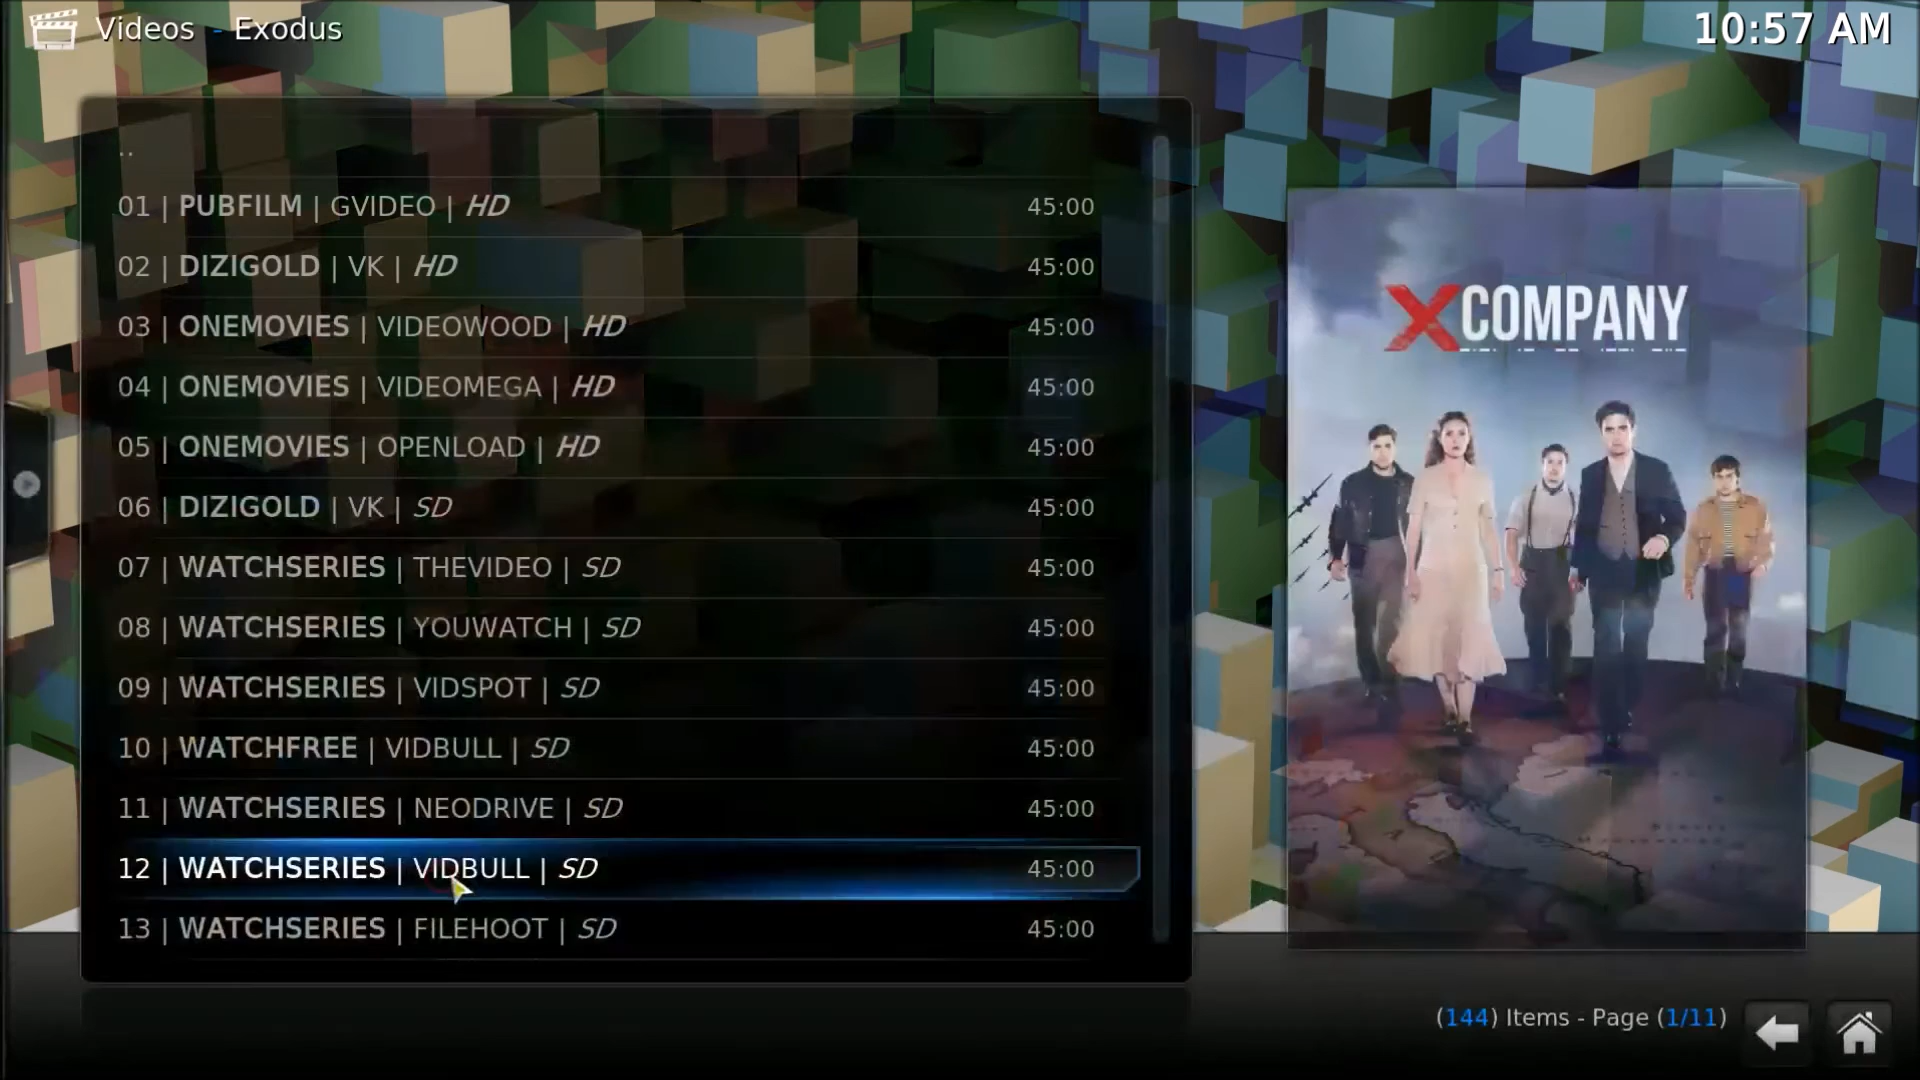 Videos - Exodus
10:57 AM
..
01 | PUBFILM | GVIDEO | HD 45:00
02 | DIZIGOLD | VK | HD 45:00
03 | ONEMOVIES | VIDEOWOOD | HD 45:00
04 | ONEMOVIES | VIDEOMEGA | HD 45:00
05 | ONEMOVIES | OPENLOAD | HD 45:00
06 | DIZIGOLD | VK | SD 45:00
07 | WATCHSERIES | THEVIDEO | SD 45:00
08 | WATCHSERIES | YOUWATCH | SD 45:00
09 | WATCHSERIES | VIDSPOT | SD 45:00
10 | WATCHFREE | VIDBULL | SD 45:00
11 | WATCHSERIES | NEODRIVE | SD 45:00
12 | WATCHSERIES | VIDBULL | SD 45:00
13 | WATCHSERIES | FILEHOOT | SD 45:00
XCOMPANY
(144) Items - Page (1/11)